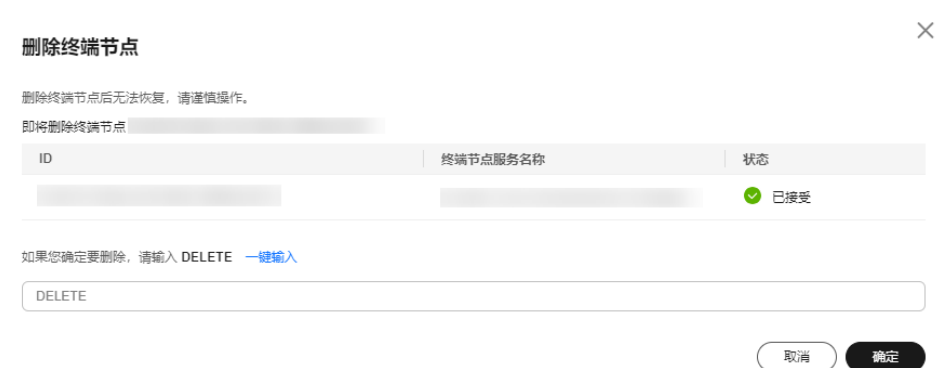 删除终端节点
删除终端节点后无法恢复，请谨慎操作。
即将删除终端节点
ID 终端节点服务名称 状态
已接受
如果您确定要删除，请输入 DELETE 一键输入
DELETE
取消 确定